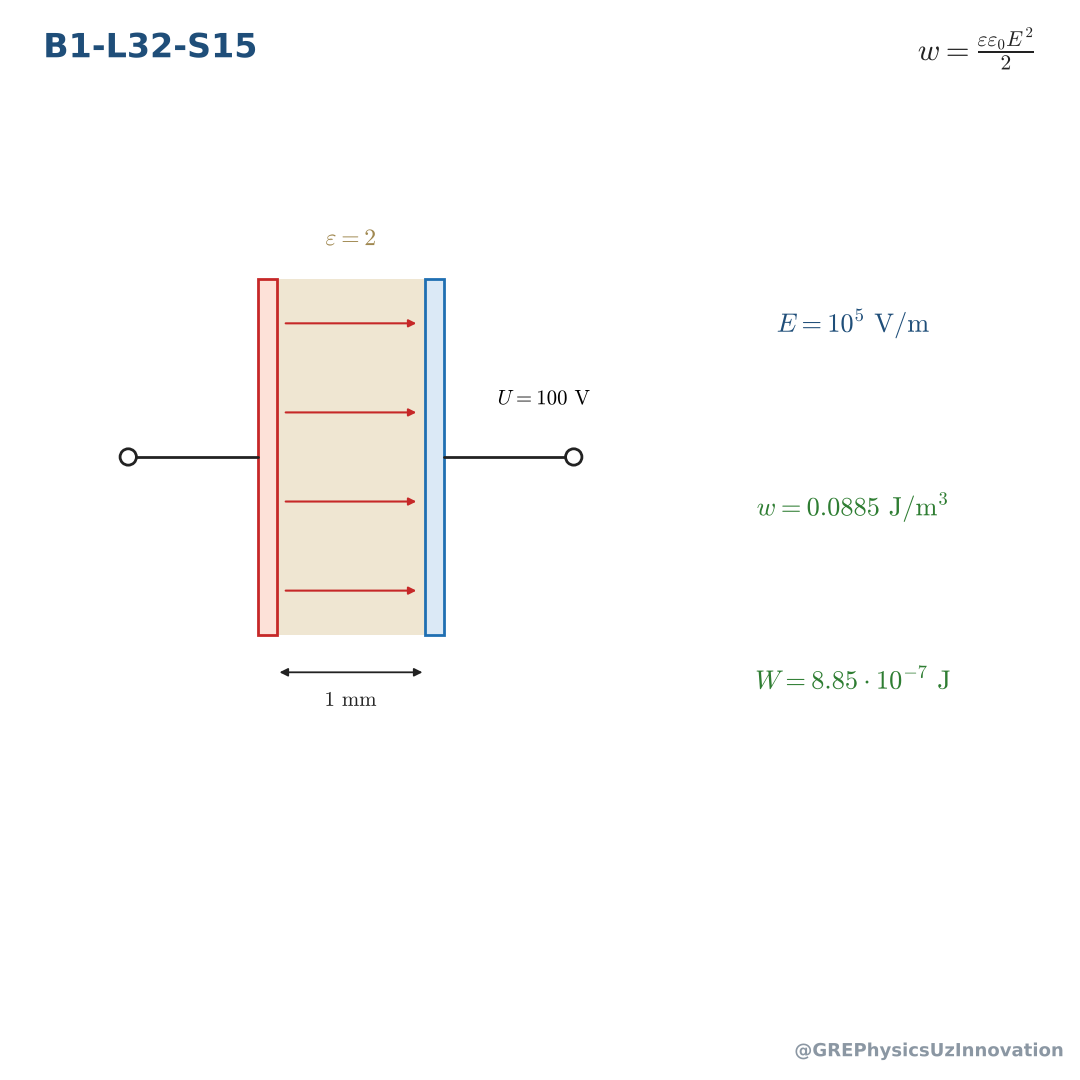 B1-L32-S15
w = εε₀E²/2
ε = 2
E = 10⁵ V/m
U = 100 V
w = 0.0885 J/m³
W = 8.85 · 10⁻⁷ J
1 mm
@GREPhysicsUzInnovation